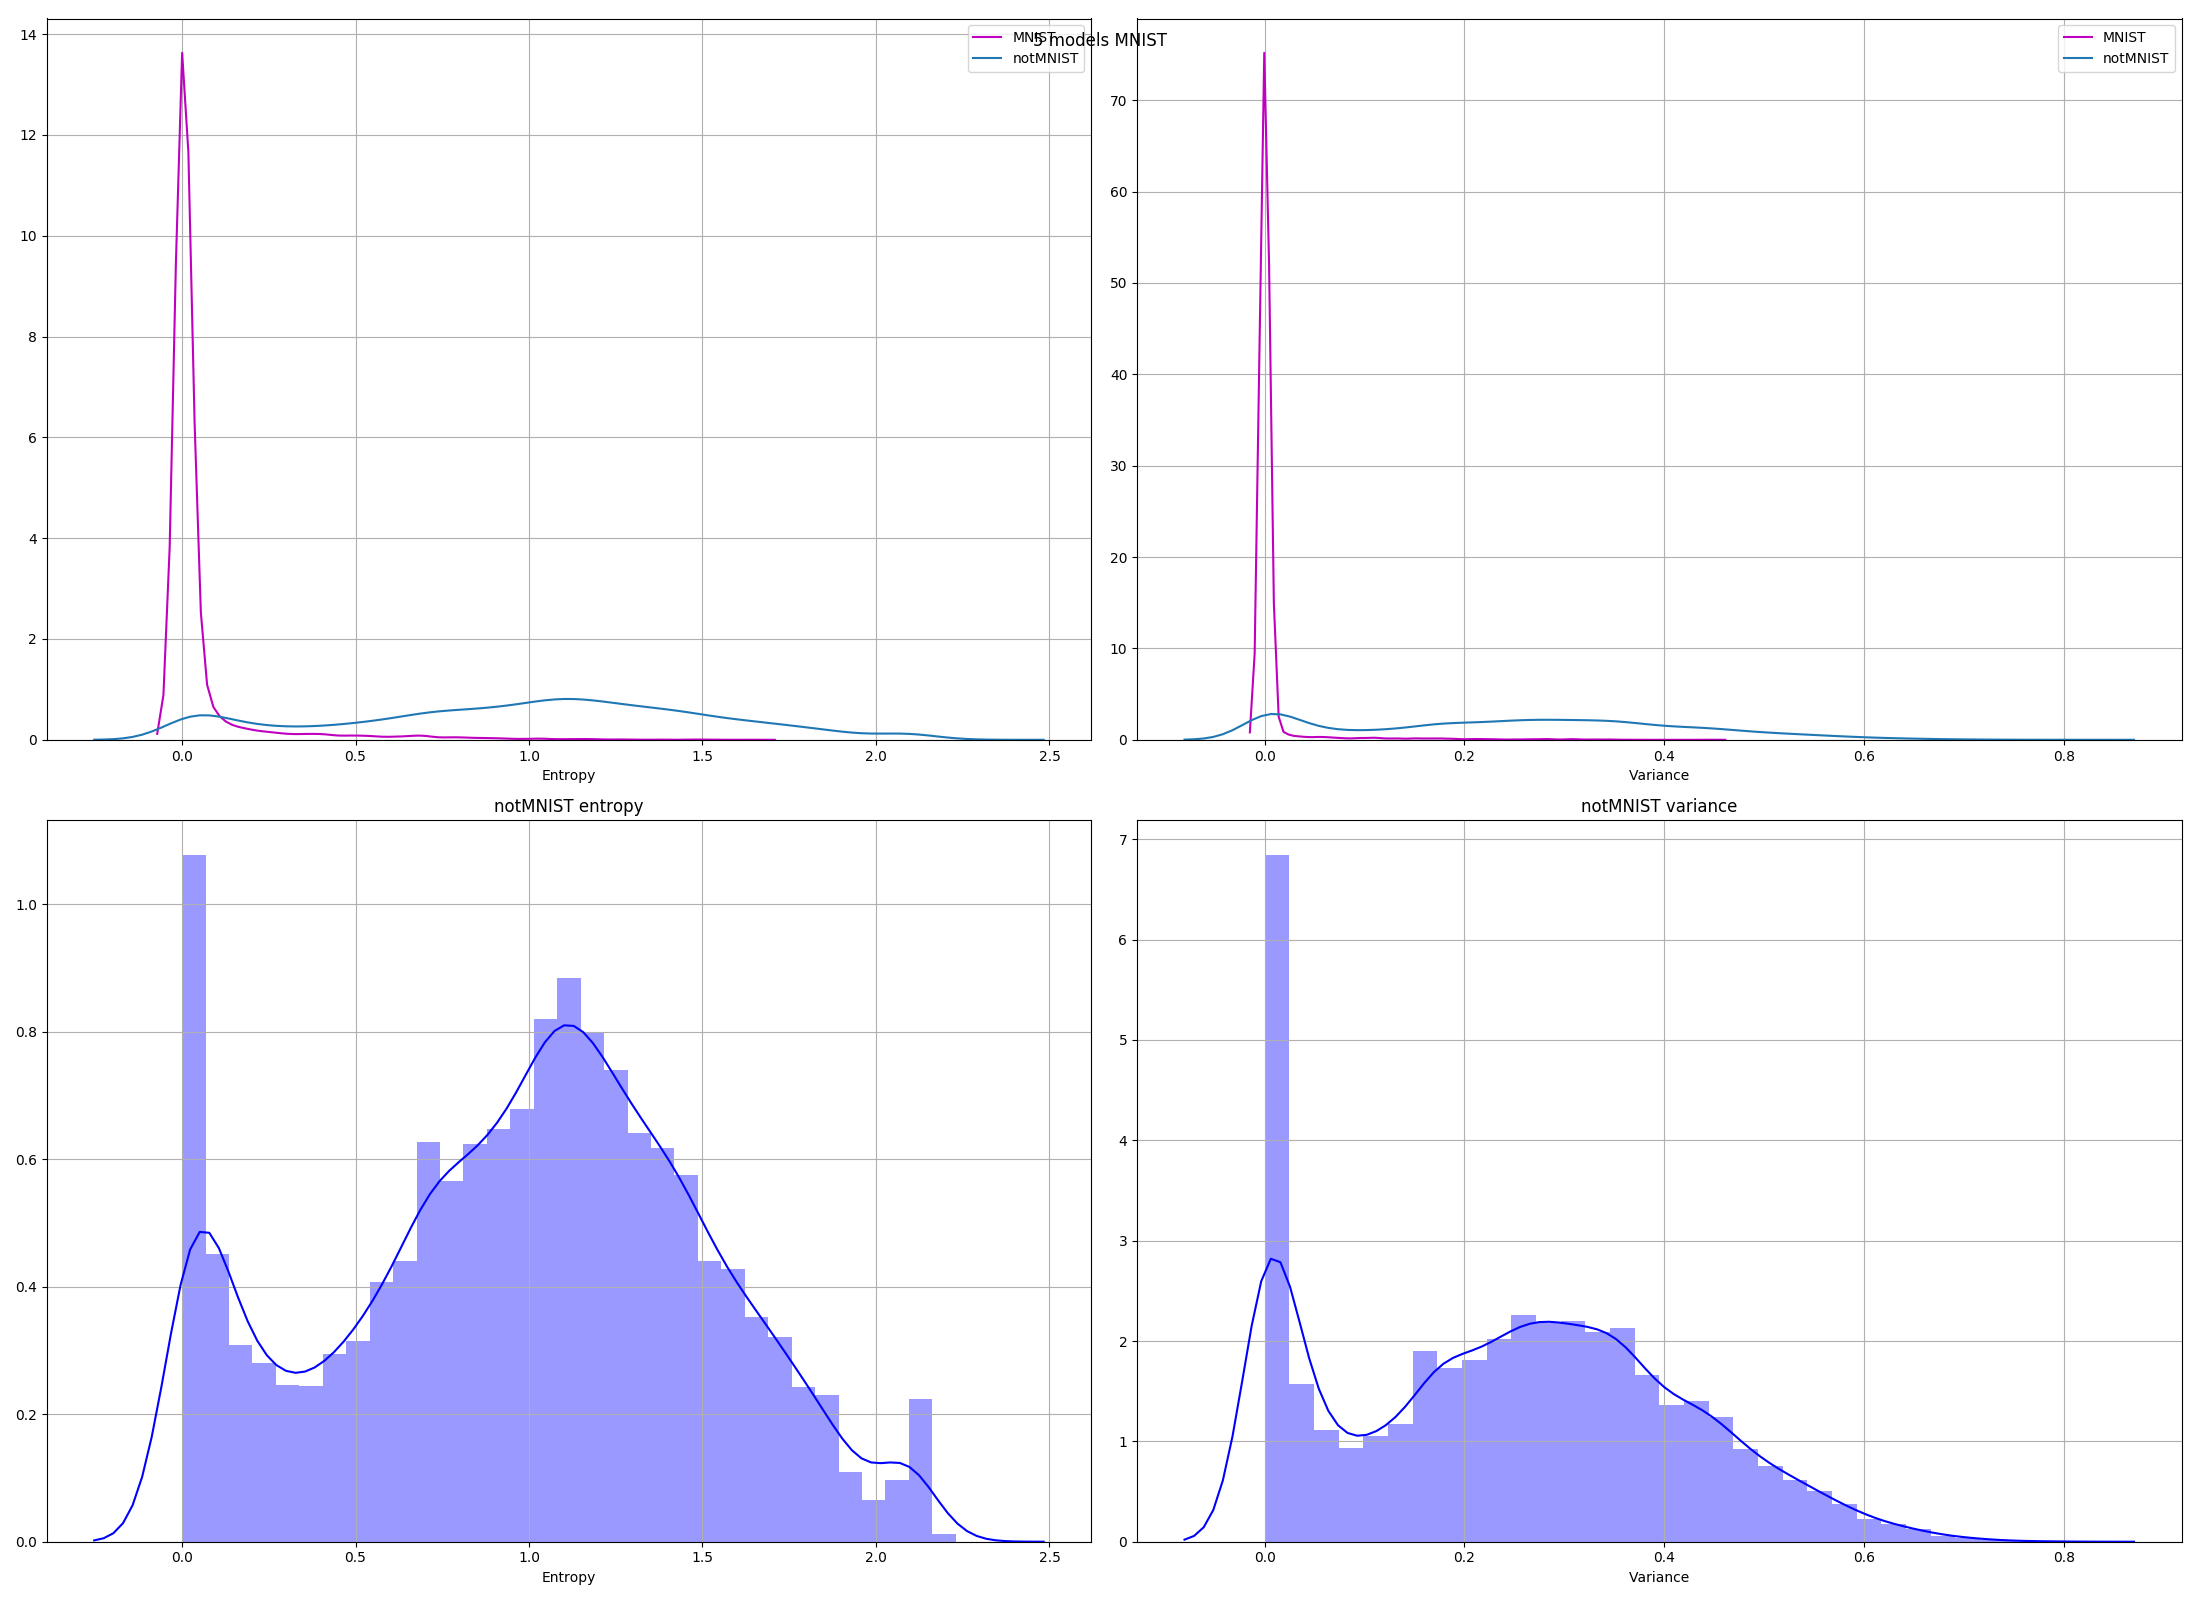 5 models MNIST
MNIST
notMNIST
14
12
10
8
6
4
2
0
0.0 0.5 1.0 1.5 2.0 2.5
Entropy
MNIST
notMNIST
70
60
50
40
30
20
10
0
0.0 0.2 0.4 0.6 0.8
Variance
notMNIST entropy
1.0
0.8
0.6
0.4
0.2
0.0
0.0 0.5 1.0 1.5 2.0 2.5
Entropy
notMNIST variance
7
6
5
4
3
2
1
0
0.0 0.2 0.4 0.6 0.8
Variance